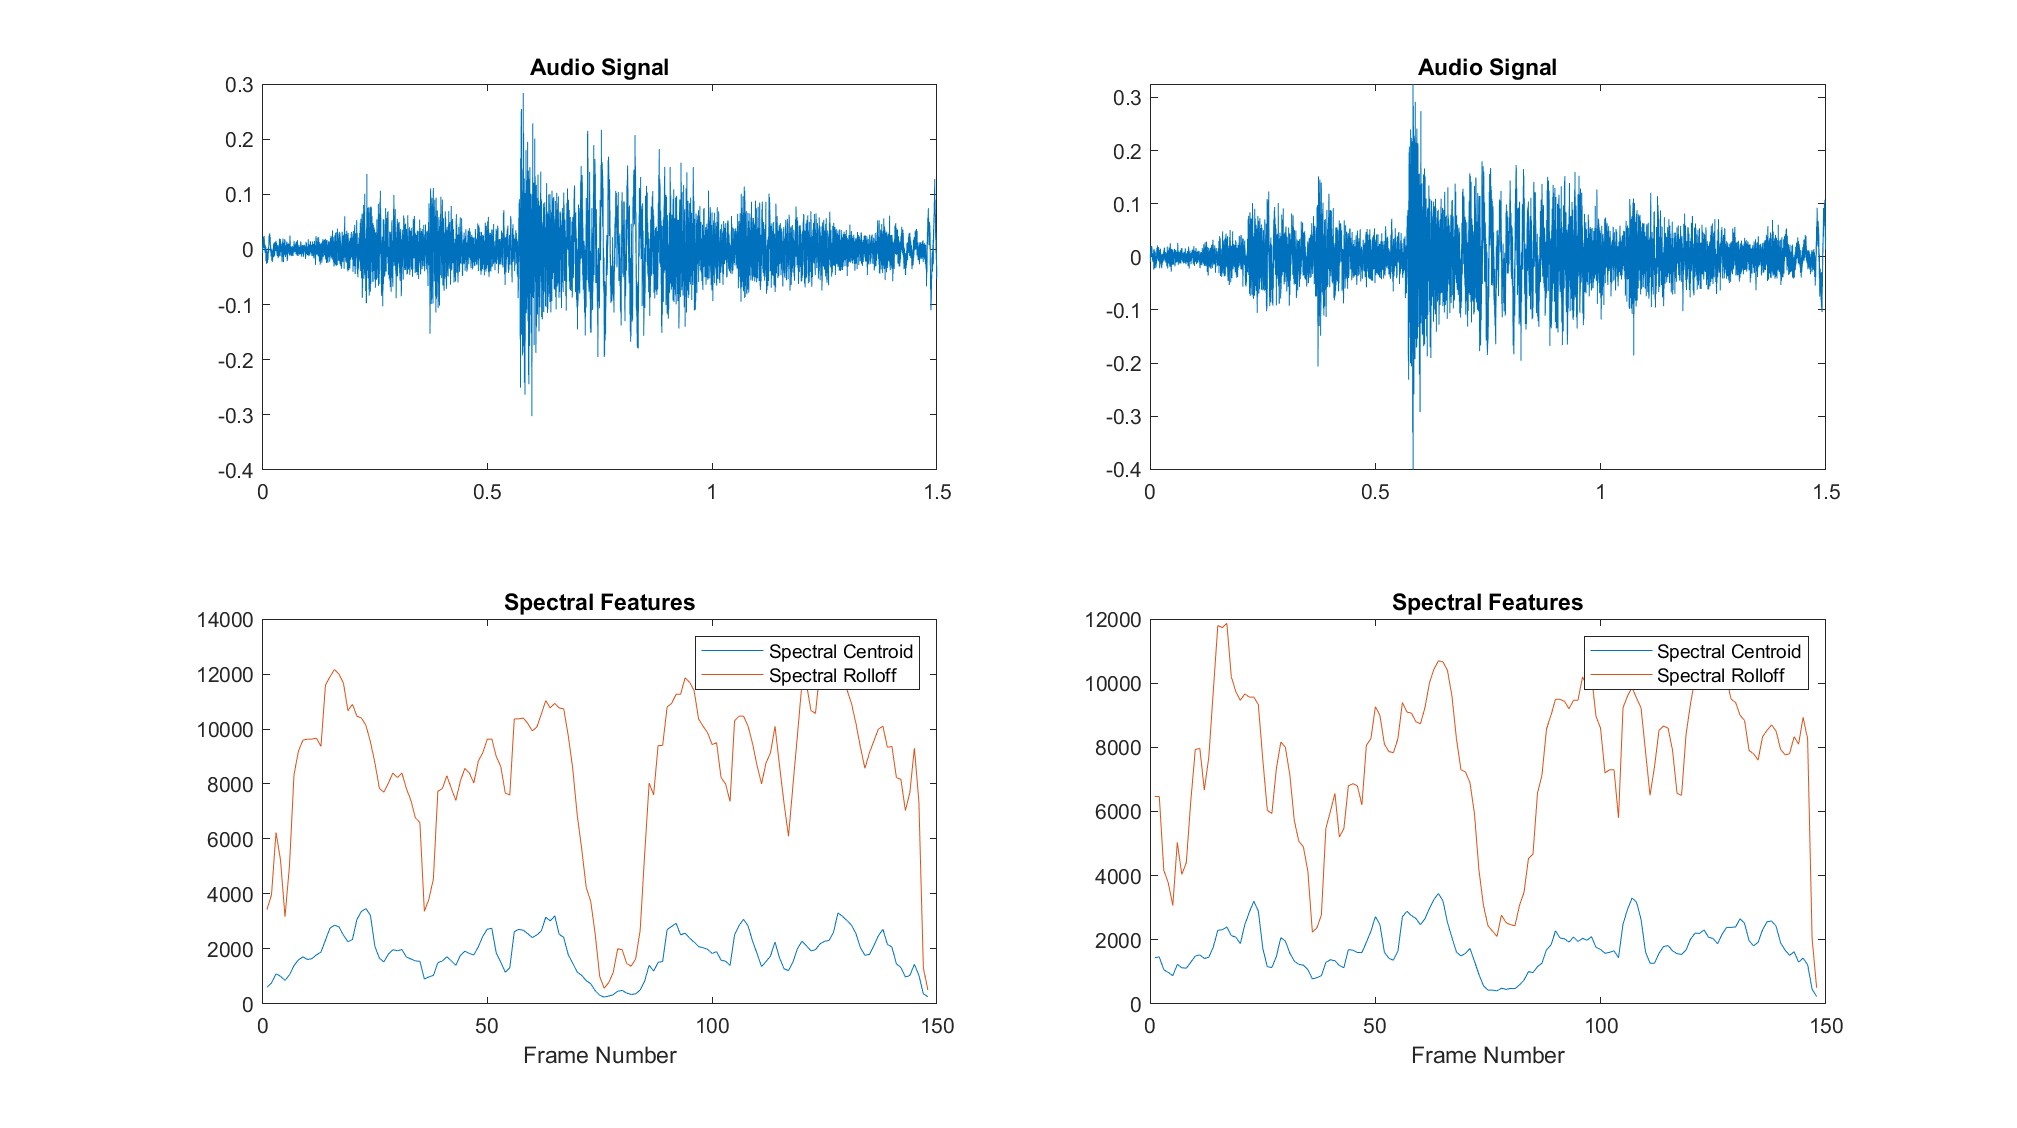 Audio Signal
0.3
0.2
0.1
0
-0.1
-0.2
-0.3
-0.4
0 0.5 1 1.5
Audio Signal
0.3
0.2
0.1
0
-0.1
-0.2
-0.3
-0.4
0 0.5 1 1.5
Spectral Features
14000
12000
10000
8000
6000
4000
2000
0
Spectral Centroid
Spectral Rolloff
0 50 100 150
Frame Number
Spectral Features
12000
10000
8000
6000
4000
2000
0
Spectral Centroid
Spectral Rolloff
0 50 100 150
Frame Number